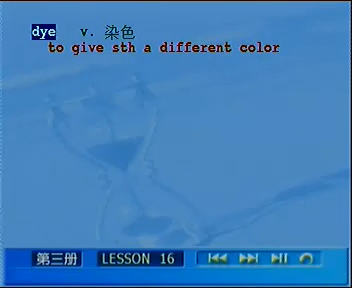 dye v. 染色
to give sth a different color
第三册 LESSON 16